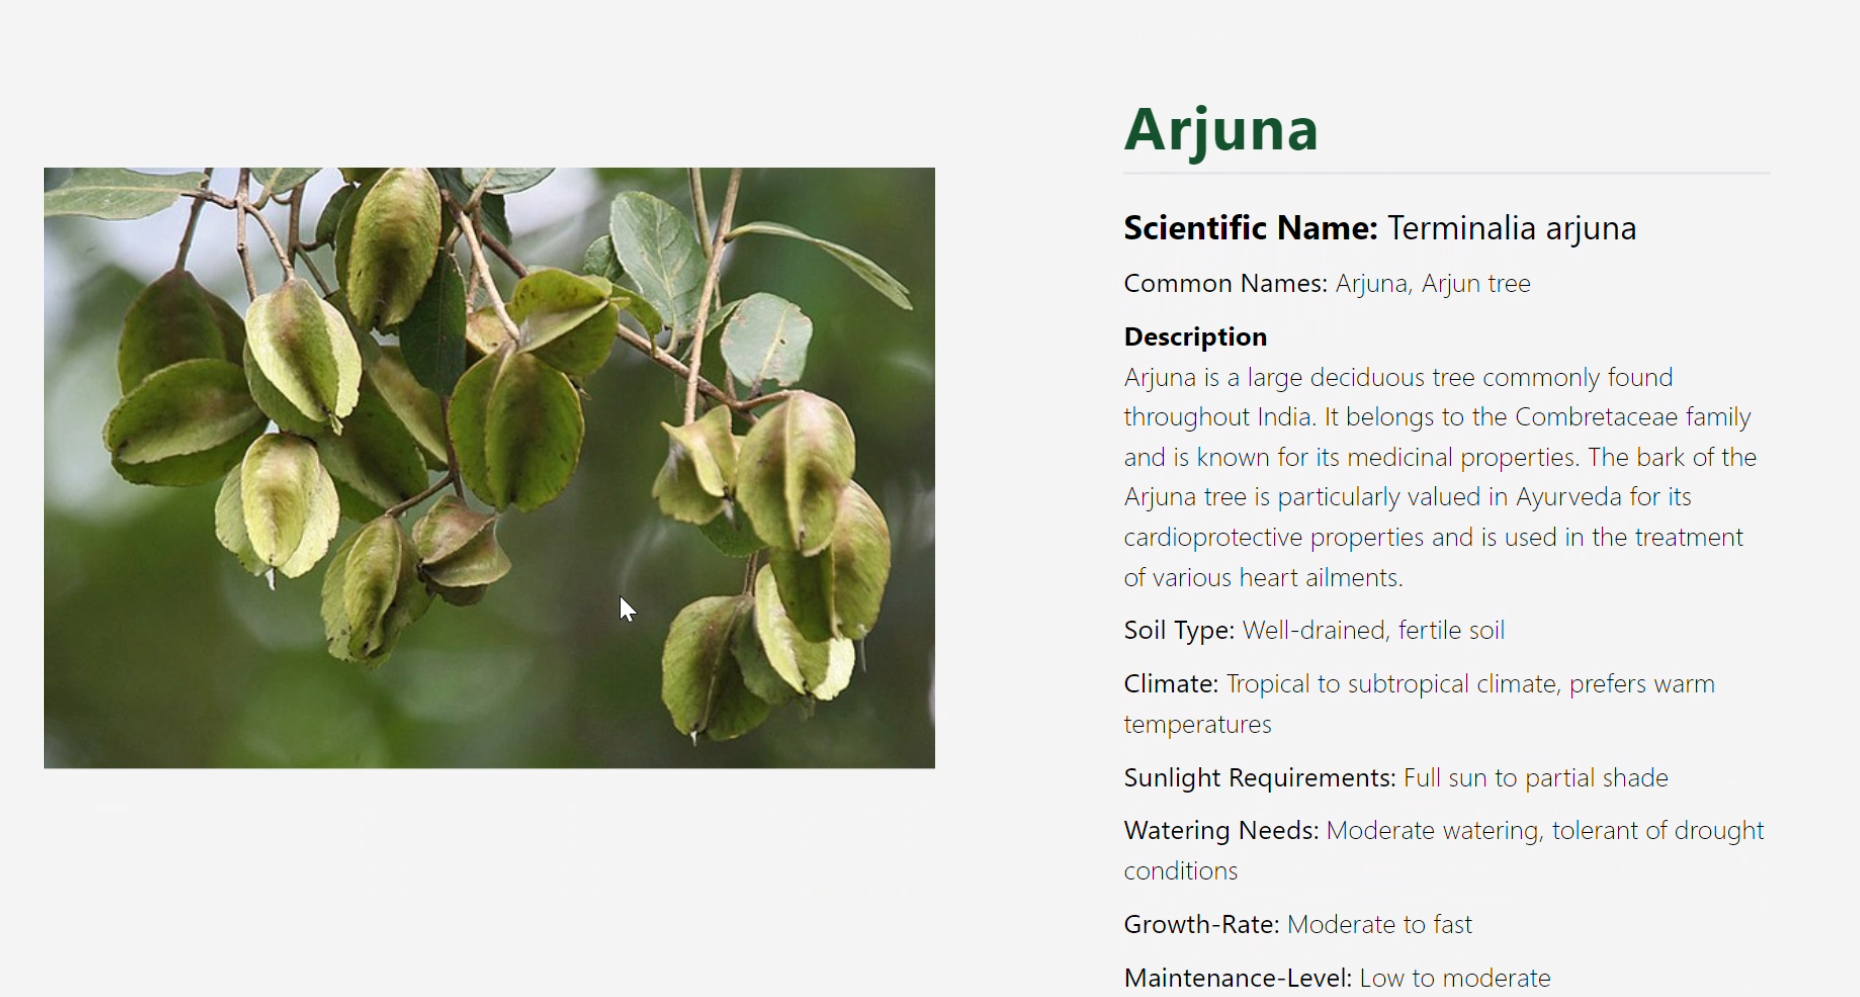 Arjuna
Scientific Name: Terminalia arjuna
Common Names: Arjuna, Arjun tree
Description
Arjuna is a large deciduous tree commonly found
throughout India. It belongs to the Combretaceae family
and is known for its medicinal properties. The bark of the
Arjuna tree is particularly valued in Ayurveda for its
cardioprotective properties and is used in the treatment
of various heart ailments.
Soil Type: Well-drained, fertile soil
Climate: Tropical to subtropical climate, prefers warm
temperatures
Sunlight Requirements: Full sun to partial shade
Watering Needs: Moderate watering, tolerant of drought
conditions
Growth-Rate: Moderate to fast
Maintenance-Level: Low to moderate